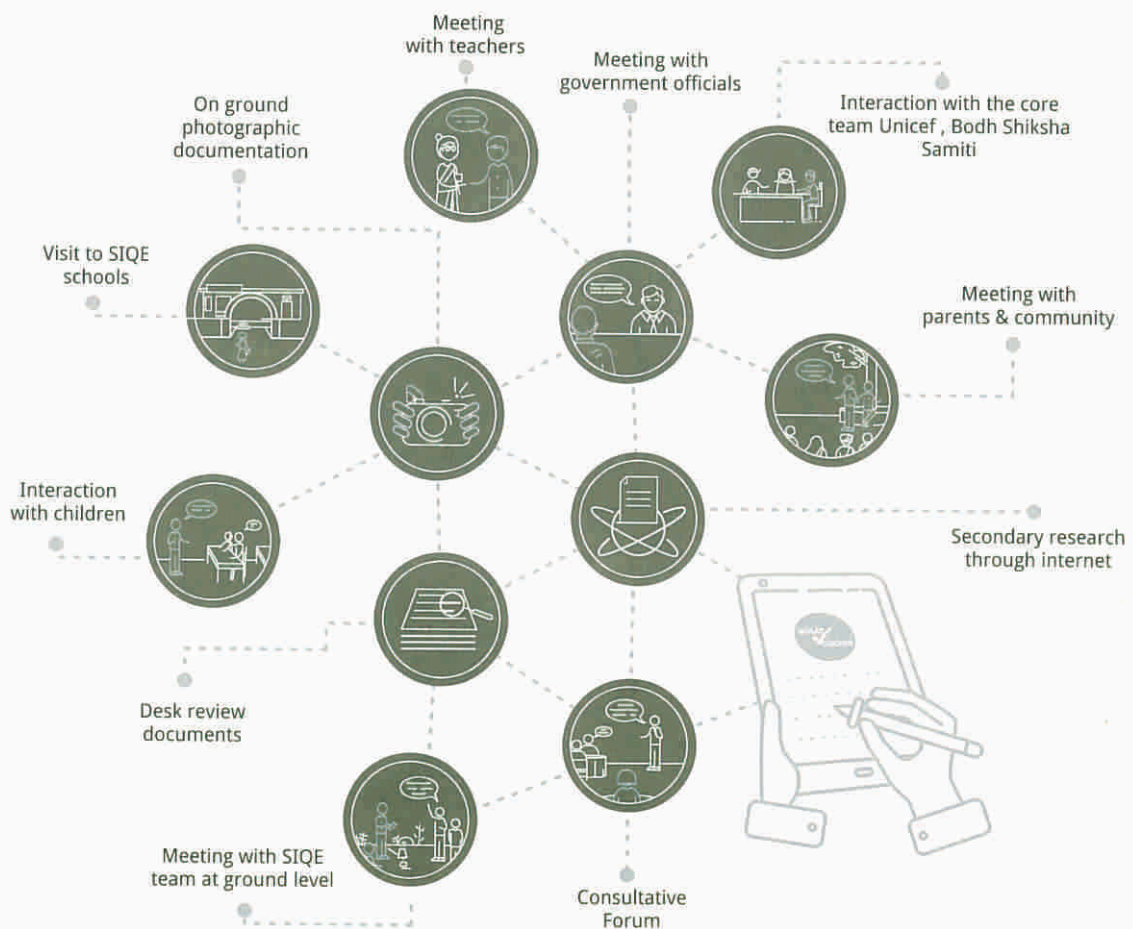 Meeting
with teachers
Meeting with
government officials
Interaction with the core
team Unicef , Bodh Shiksha
Samiti
On ground
photographic
documentation
Visit to SIQE
schools
Meeting with
parents & community
Interaction
with children
Secondary research
through internet
Desk review
documents
Meeting with SIQE
team at ground level
Consultative
Forum